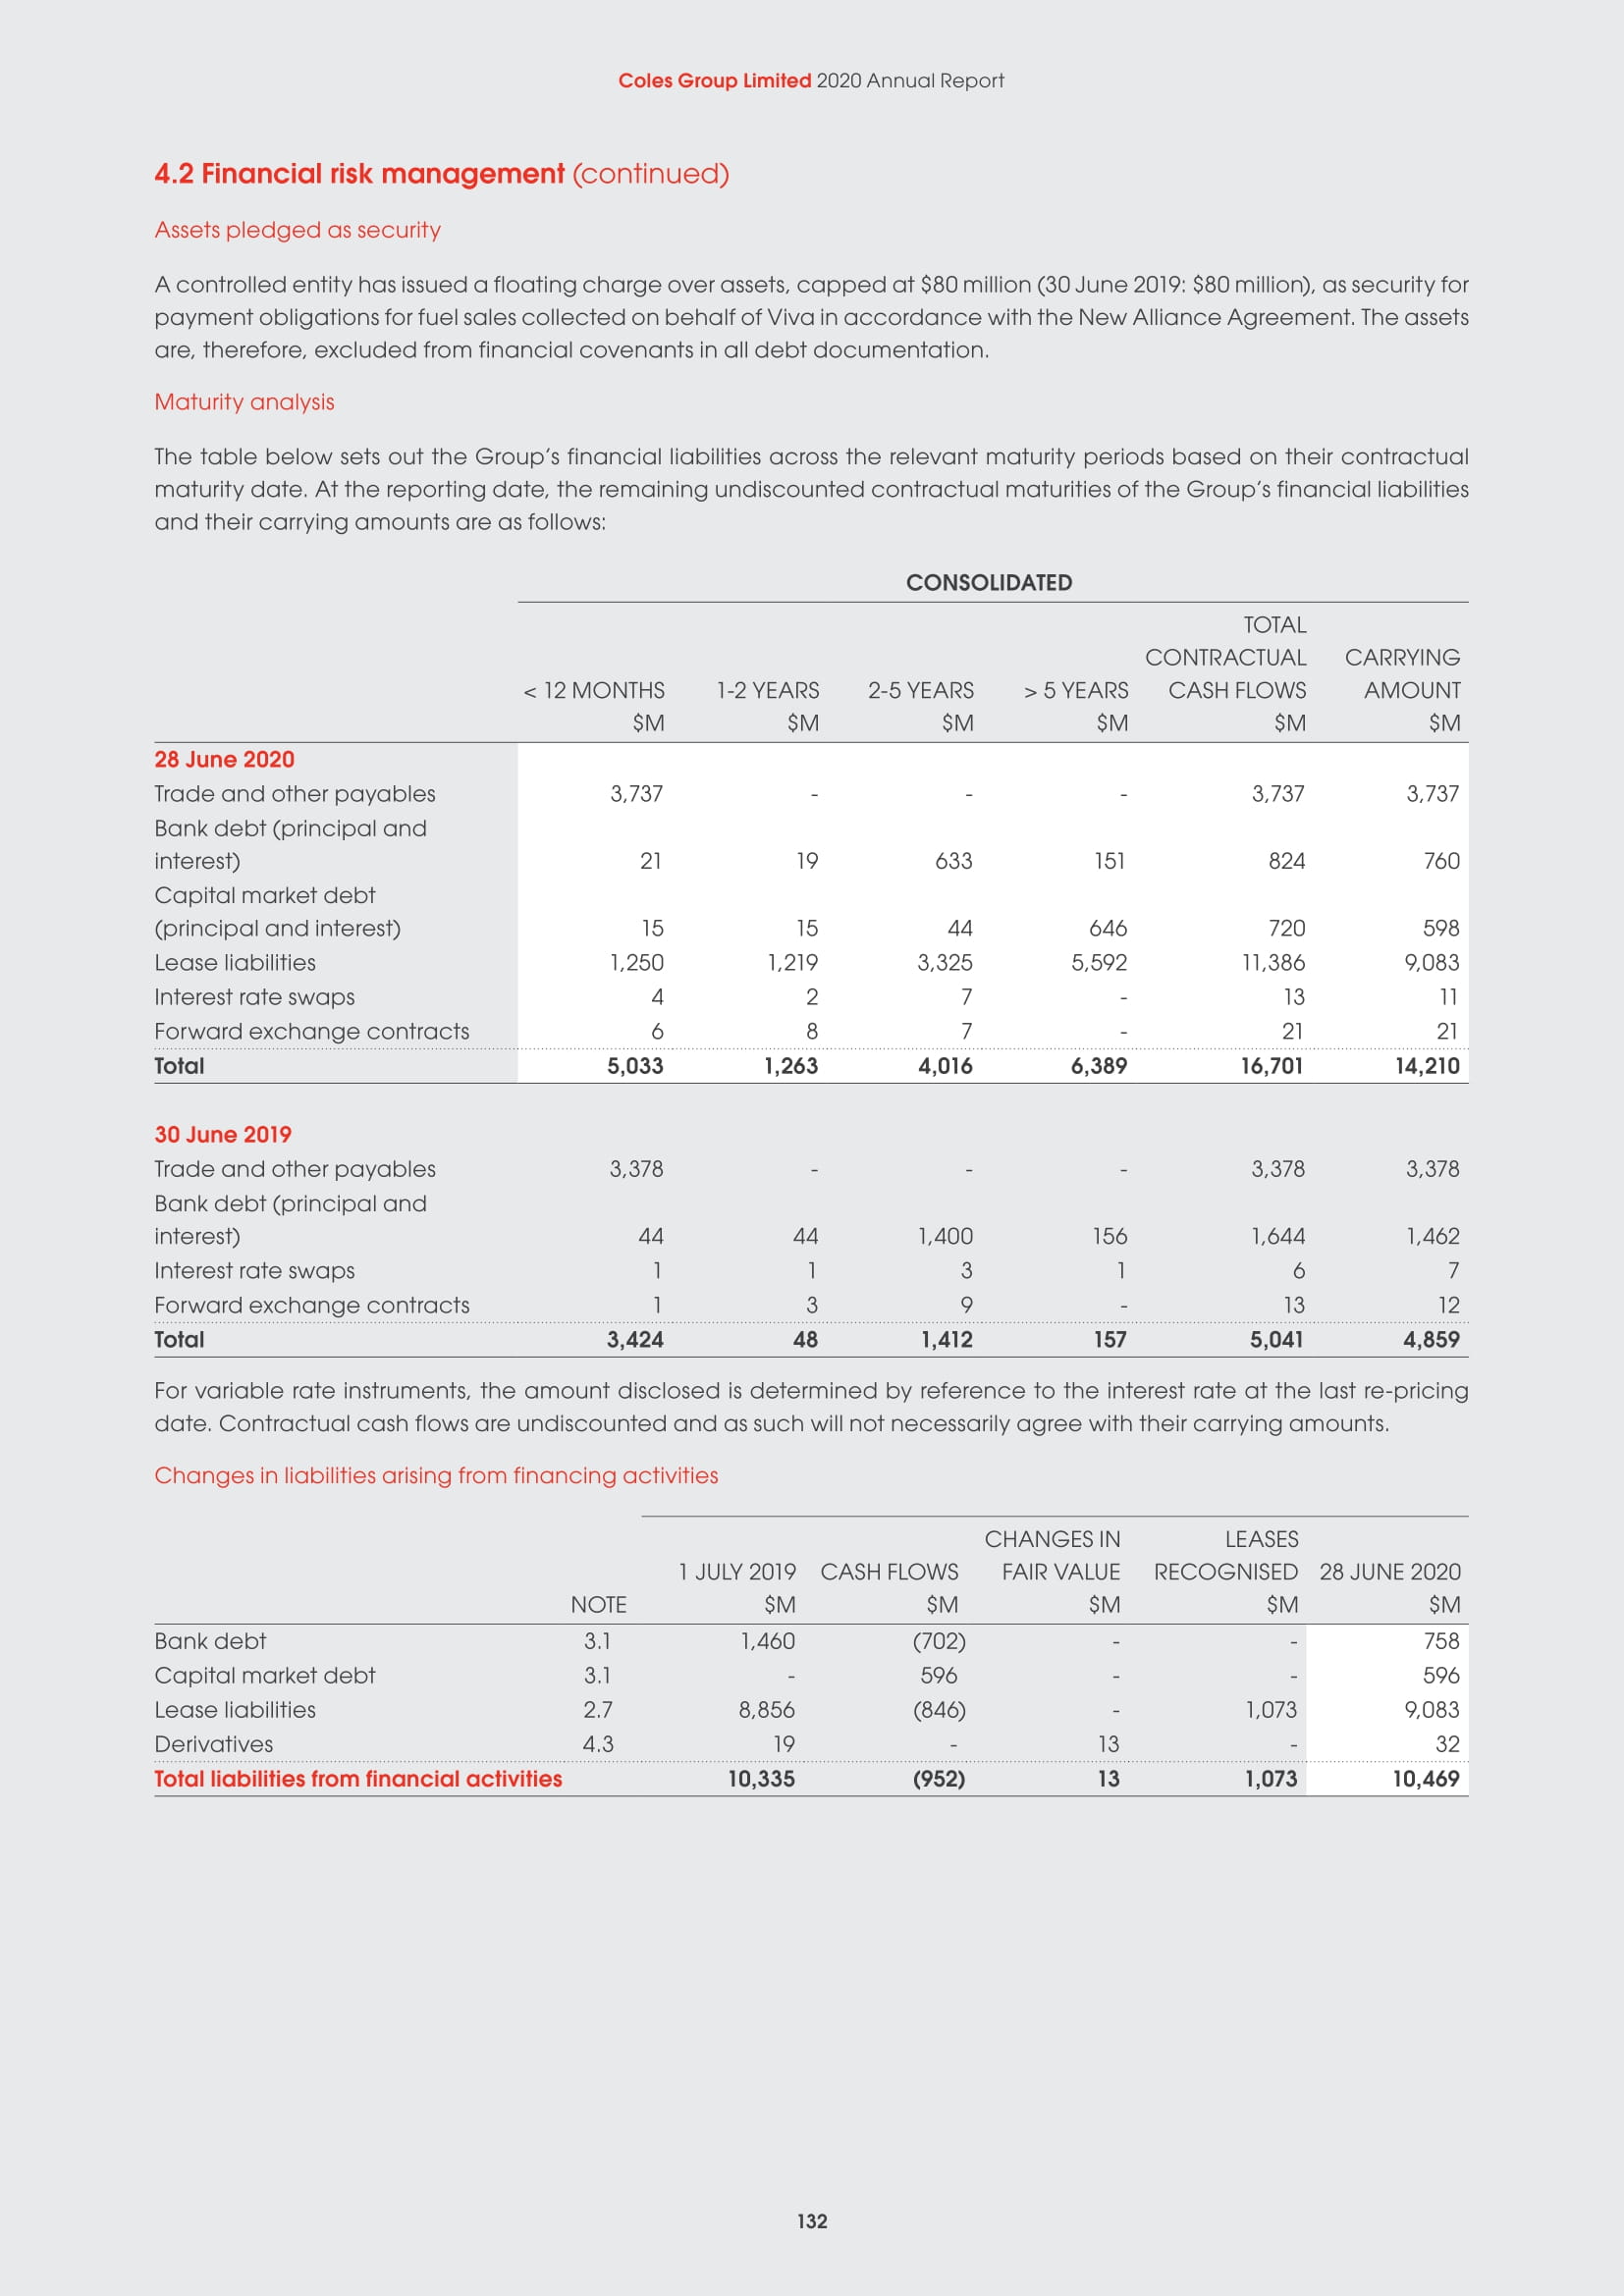 Coles Group Limited 2020 Annual Report
4.2 Financial risk management (continued)
Assets pledged as security
A controlled entity has issued a floating charge over assets, capped at $80 million (30 June 2019: $80 million), as security for
payment obligations for fuel sales collected on behalf of Viva in accordance with the New Alliance Agreement. The assets
are, therefore, excluded from financial covenants in all debt documentation.
Maturity analysis
The table below sets out the Group's financial liabilities across the relevant maturity periods based on their contractual
maturity date. At the reporting date, the remaining undiscounted contractual maturities of the Group's financial liabilities
and their carrying amounts are as follows:
CONSOLIDATED
TOTAL
CONTRACTUAL CARRYING
< 12 MONTHS 1-2 YEARS 2-5 YEARS > 5 YEARS CASH FLOWS AMOUNT
$M $M $M $M $M $M
28 June 2020
Trade and other payables 3,737 - - - 3,737 3,737
Bank debt (principal and
interest) 21 19 633 151 824 760
Capital market debt
(principal and interest) 15 15 44 646 720 598
Lease liabilities 1,250 1,219 3,325 5,592 11,386 9,083
Interest rate swaps 4 2 7 - 13 11
Forward exchange contracts 6 8 7 - 21 21
Total 5,033 1,263 4,016 6,389 16,701 14,210
30 June 2019
Trade and other payables 3,378 - - - 3,378 3,378
Bank debt (principal and
interest) 44 44 1,400 156 1,644 1,462
Interest rate swaps 1 1 3 1 6 7
Forward exchange contracts 1 3 9 - 13 12
Total 3,424 48 1,412 157 5,041 4,859
For variable rate instruments, the amount disclosed is determined by reference to the interest rate at the last re-pricing
date. Contractual cash flows are undiscounted and as such will not necessarily agree with their carrying amounts.
Changes in liabilities arising from financing activities
CHANGES IN LEASES
1 JULY 2019 CASH FLOWS FAIR VALUE RECOGNISED 28 JUNE 2020
NOTE $M $M $M $M $M
Bank debt 3.1 1,460 (702) - - 758
Capital market debt 3.1 - 596 - - 596
Lease liabilities 2.7 8,856 (846) - 1,073 9,083
Derivatives 4.3 19 - 13 - 32
Total liabilities from financial activities 10,335 (952) 13 1,073 10,469
132